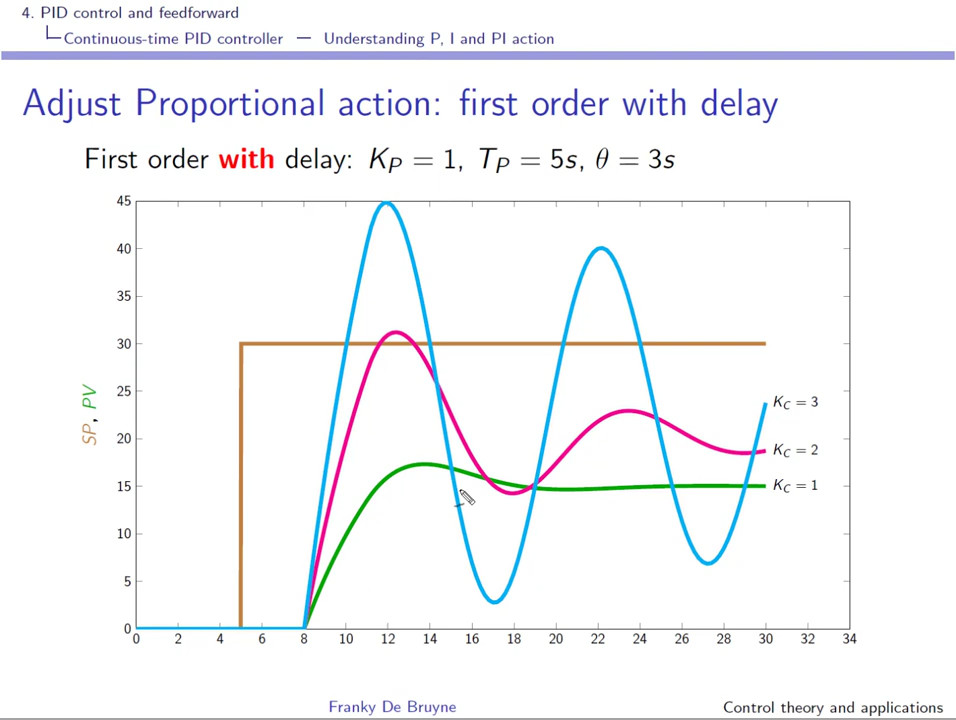 4. PID control and feedforward
Continuous-time PID controller — Understanding P, I and PI action
Adjust Proportional action: first order with delay
First order with delay: K_P = 1, T_P = 5s, θ = 3s
45
40
35
30
25
20
15
10
5
0
SP, PV
K_C = 3
K_C = 2
K_C = 1
0 2 4 6 8 10 12 14 16 18 20 22 24 26 28 30 32 34
Franky De Bruyne Control theory and applications